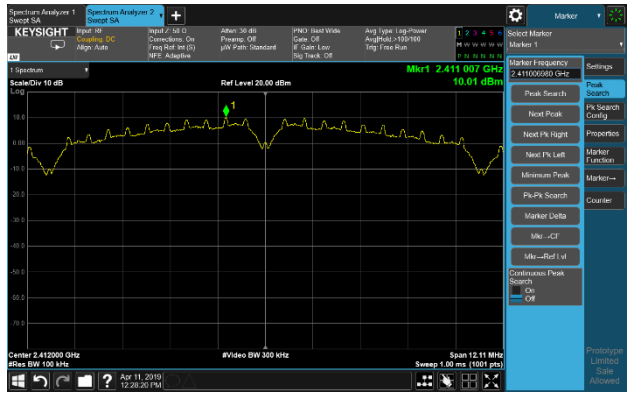 Spectrum Analyzer 1
Swept SA
Spectrum Analyzer 2
Swept SA
+
Marker
KEYSIGHT
Input: RF
Coupling: DC
Align: Auto
Input Z: 50 Ω
Corrections: On
Freq Ref: Int (S)
NFE: Adaptive
Atten: 30 dB
Preamp: Off
µW Path: Standard
PNO: Best Wide
Gate: Off
IF Gain: Low
Sig Track: Off
Avg Type: Log-Power
Avg|Hold:>100/100
Trig: Free Run
1 2 3 4 5 6
M W W W W W
P N N N N N
Select Marker
Marker 1
1 Spectrum
Scale/Div 10 dB
Log
Ref Level 20.00 dBm
Mkr1 2.411 007 GHz
10.01 dBm
1
10.0
0.00
-10.0
-20.0
-30.0
-40.0
-50.0
-60.0
-70.0
Marker Frequency
2.411006980 GHz
Peak Search
Next Peak
Next Pk Right
Next Pk Left
Minimum Peak
Pk-Pk Search
Marker Delta
Mkr→CF
Mkr→Ref Lvl
Continuous Peak
Search
On
Off
Settings
Peak
Search
Pk Search
Config
Properties
Marker
Function
Marker→
Counter
Center 2.412000 GHz
#Res BW 100 kHz
#Video BW 300 kHz
Span 12.11 MHz
Sweep 1.00 ms (1001 pts)
Apr 11, 2019
12:28:20 PM
Prototype
Limited
Sale
Allowed